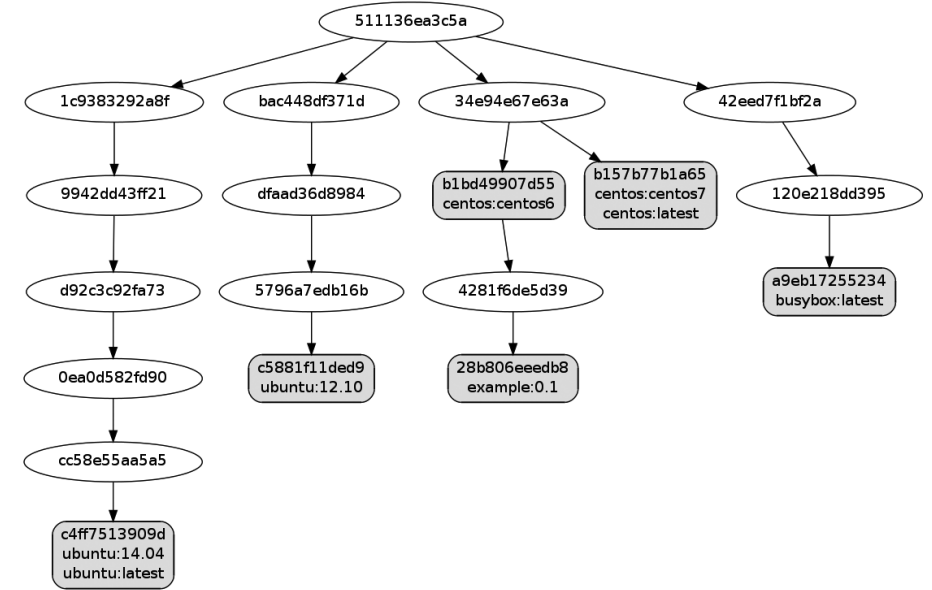 511136ea3c5a
1c9383292a8f
bac448df371d
34e94e67e63a
42eed7f1bf2a
9942dd43ff21
dfaad36d8984
b1bd49907d55
centos:centos6
b157b77b1a65
centos:centos7
centos:latest
120e218dd395
d92c3c92fa73
5796a7edb16b
4281f6de5d39
a9eb17255234
busybox:latest
0ea0d582fd90
c5881f11ded9
ubuntu:12.10
28b806eeedb8
example:0.1
cc58e55aa5a5
c4ff7513909d
ubuntu:14.04
ubuntu:latest